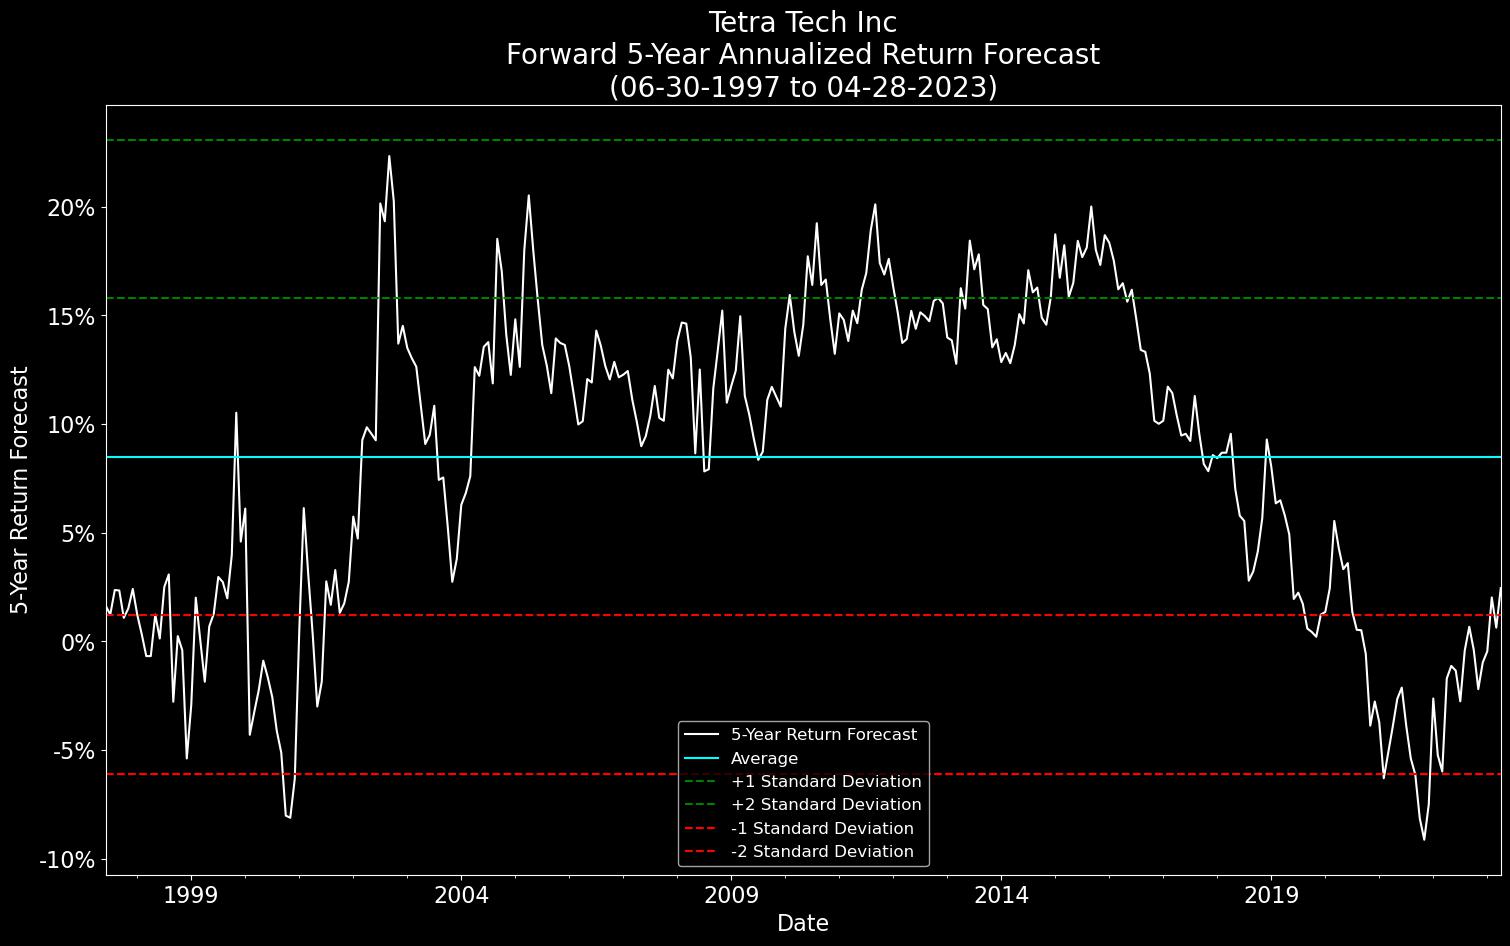 Tetra Tech Inc
Forward 5-Year Annualized Return Forecast
(06-30-1997 to 04-28-2023)
20%
15%
10%
5%
0%
-5%
-10%
5-Year Return Forecast
5-Year Return Forecast
Average
+1 Standard Deviation
+2 Standard Deviation
-1 Standard Deviation
-2 Standard Deviation
1999
2004
2009
2014
2019
Date